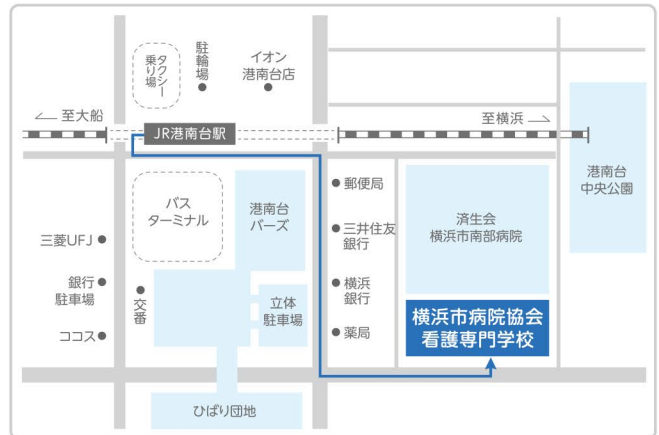 タクシー
乗り場
駐輪場
イオン
港南台店
至大船
JR港南台駅
至横浜
港南台
中央公園
バス
ターミナル
港南台
バーズ
郵便局
済生会
横浜市南部病院
三井住友
銀行
三菱UFJ
銀行
駐車場
交番
立体
駐車場
横浜
銀行
横浜市病院協会
看護専門学校
ココス
薬局
ひばり団地